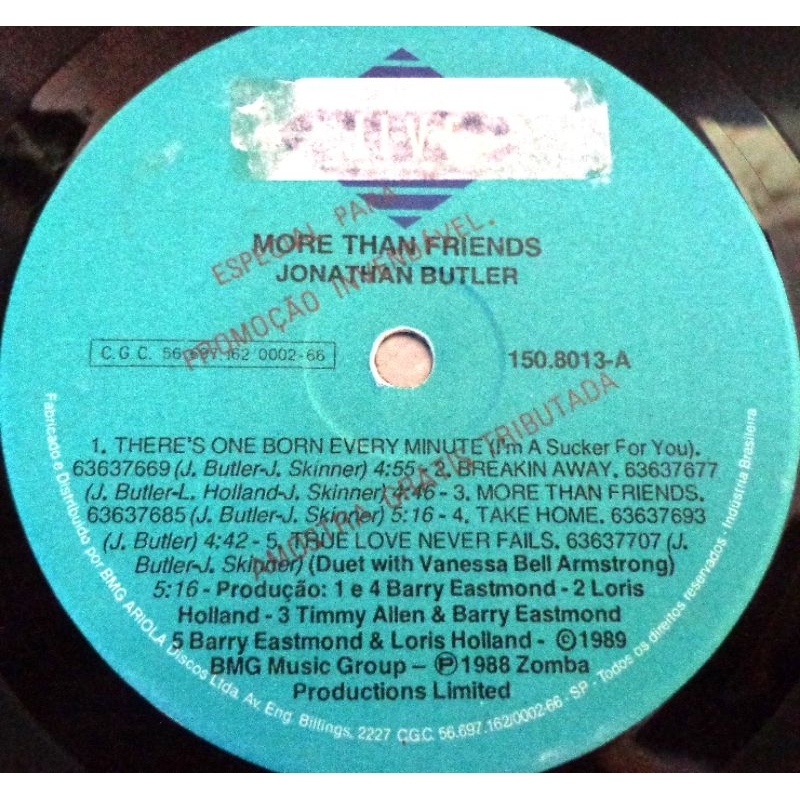 JIVE
MORE THAN FRIENDS
JONATHAN BUTLER
ESPECIAL PARA
PROMOÇÃO INVENDÁVEL.
AMOSTRA GRÁTIS TRIBUTADA
C.G.C. 56.697.162 0002-66
150.8013-A
1. THERE'S ONE BORN EVERY MINUTE (I'm A Sucker For You).
63637669 (J. Butler-J. Skinner) 4:55 - 2. BREAKIN AWAY. 63637677
(J. Butler-L. Holland-J. Skinner) 4:46 - 3. MORE THAN FRIENDS.
63637685 (J. Butler-J. Skinner) 5:16 - 4. TAKE HOME. 63637693
(J. Butler) 4:42 - 5. TRUE LOVE NEVER FAILS. 63637707 (J.
Butler-J. Skinner) (Duet with Vanessa Bell Armstrong)
5:16 - Produção: 1 e 4 Barry Eastmond - 2 Loris
Holland - 3 Timmy Allen & Barry Eastmond
5 Barry Eastmond & Loris Holland - ©1989
BMG Music Group – ℗1988 Zomba
Productions Limited
Fabricado e Distribuído por BMG ARIOLA Discos Ltda. Av. Eng. Billings, 2227 C.G.C. 56.697.162/0002-66 - SP - Todos os direitos reservados - Indústria Brasileira